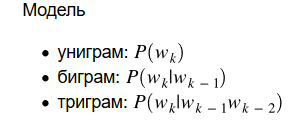 Модель
• униграм: P(w_k)
• биграм: P(w_k|w_{k-1})
• триграм: P(w_k|w_{k-1}w_{k-2})